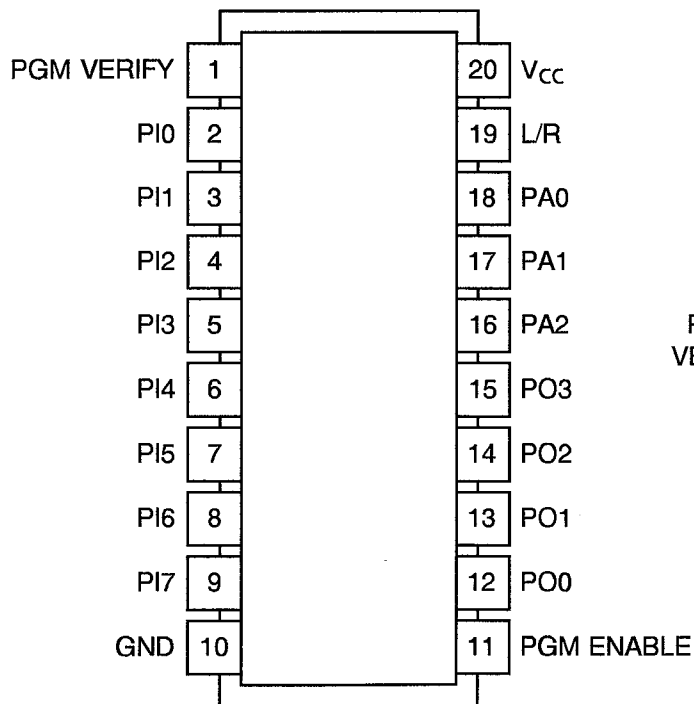 PGM VERIFY 1 20 VCC
PI0 2 19 L/R
PI1 3 18 PA0
PI2 4 17 PA1
PI3 5 16 PA2
PI4 6 15 PO3
PI5 7 14 PO2
PI6 8 13 PO1
PI7 9 12 PO0
GND 10 11 PGM ENABLE